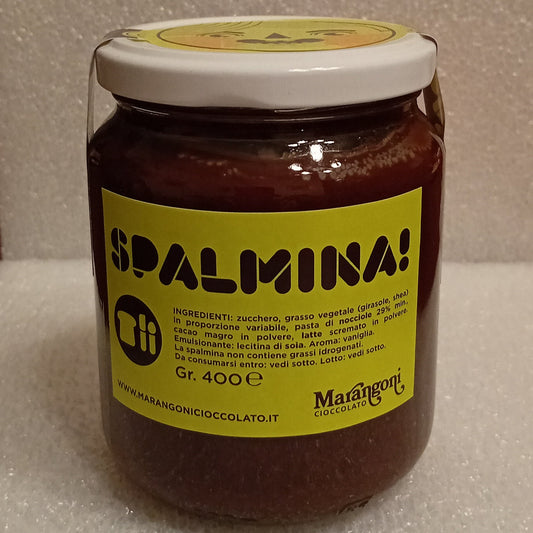 SPALMINA!
INGREDIENTI: zucchero, grasso vegetale (girasole, shea)
in proporzione variabile, pasta di nocciole 29% min.,
cacao magro in polvere, latte scremato in polvere.
Emulsionante: lecitina di soia. Aroma: vaniglia.
La spalmina non contiene grassi idrogenati.
Da consumarsi entro: vedi sotto. Lotto: vedi sotto.
Gr. 400 e
Marangoni
CIOCCOLATO
WWW.MARANGONICIOCCOLATO.IT